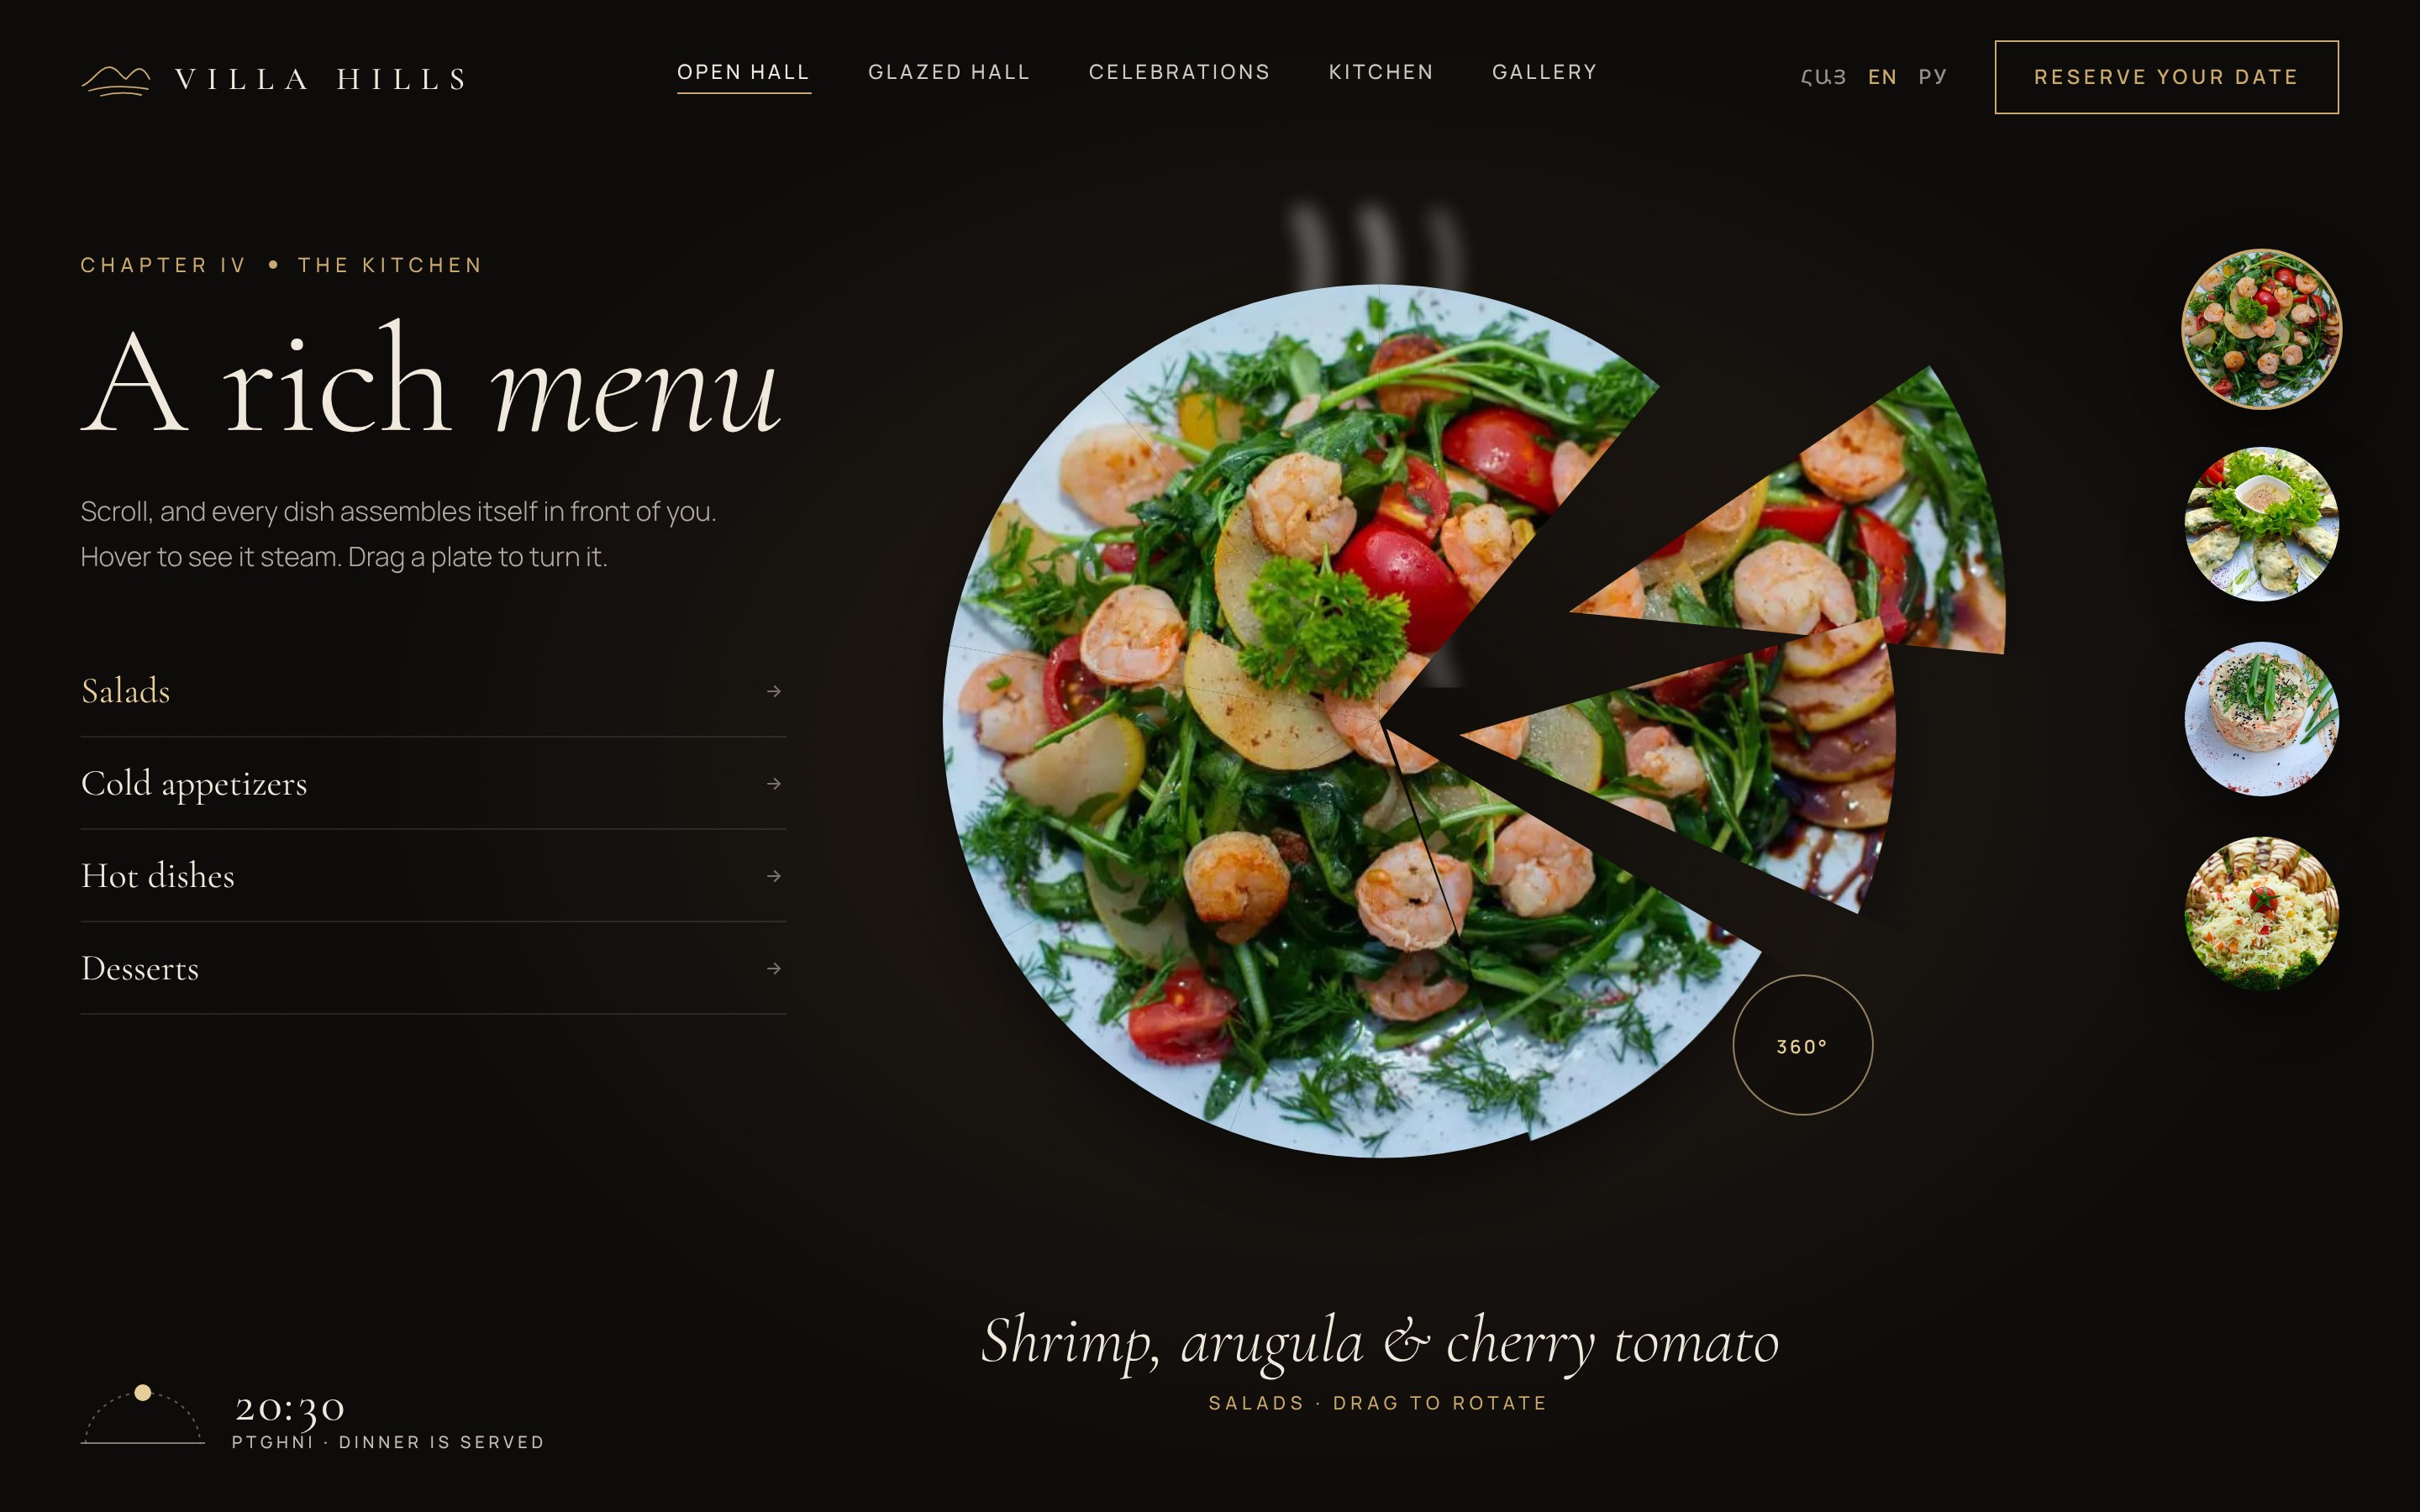 VILLA HILLS
OPEN HALL
GLAZED HALL
CELEBRATIONS
KITCHEN
GALLERY
ՀԱՅ EN РУ
RESERVE YOUR DATE
CHAPTER IV • THE KITCHEN
A rich menu
Scroll, and every dish assembles itself in front of you.
Hover to see it steam. Drag a plate to turn it.
Salads →
Cold appetizers →
Hot dishes →
Desserts →
360°
Shrimp, arugula & cherry tomato
SALADS · DRAG TO ROTATE
20:30
PTGHNI · DINNER IS SERVED